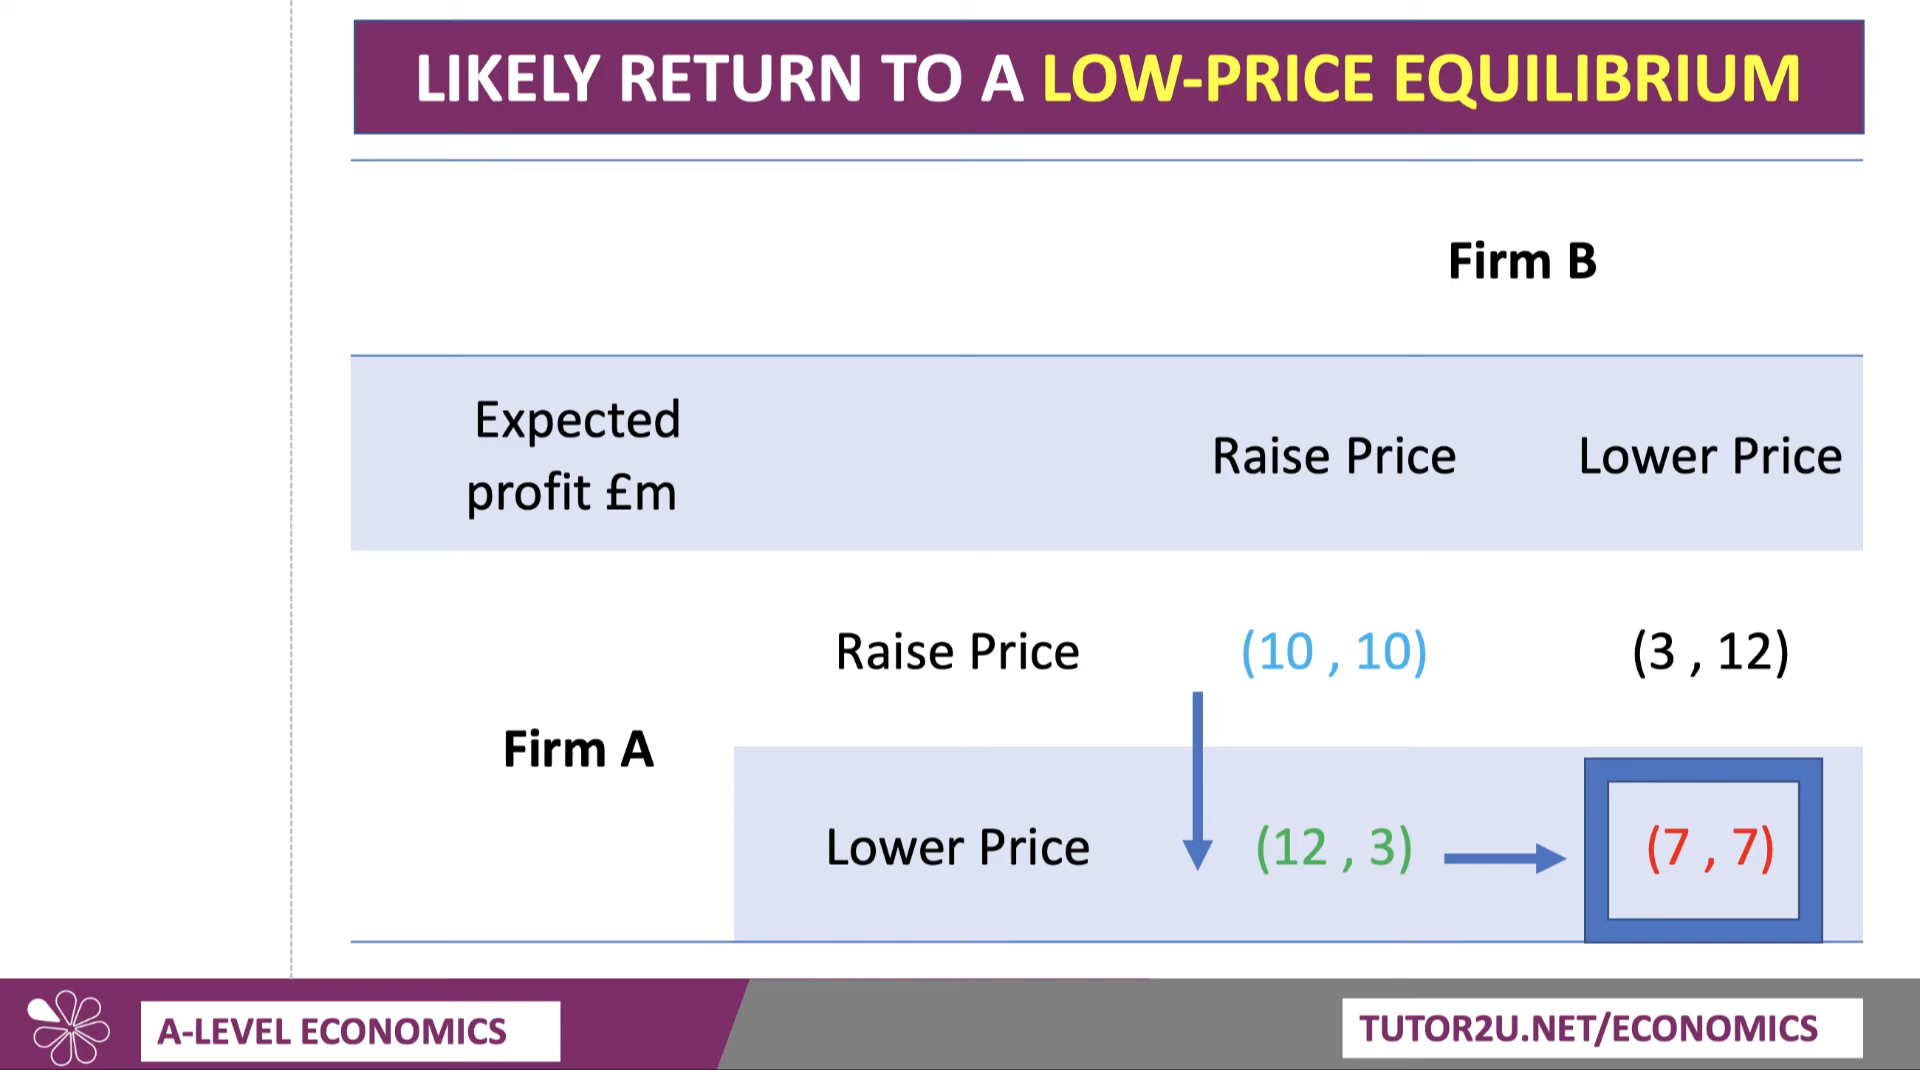 LIKELY RETURN TO A LOW-PRICE EQUILIBRIUM
Firm B
Expected
profit £m
Raise Price
Lower Price
Raise Price
(10 , 10)
(3 , 12)
Firm A
Lower Price
(12 , 3)
(7 , 7)
A-LEVEL ECONOMICS
TUTOR2U.NET/ECONOMICS